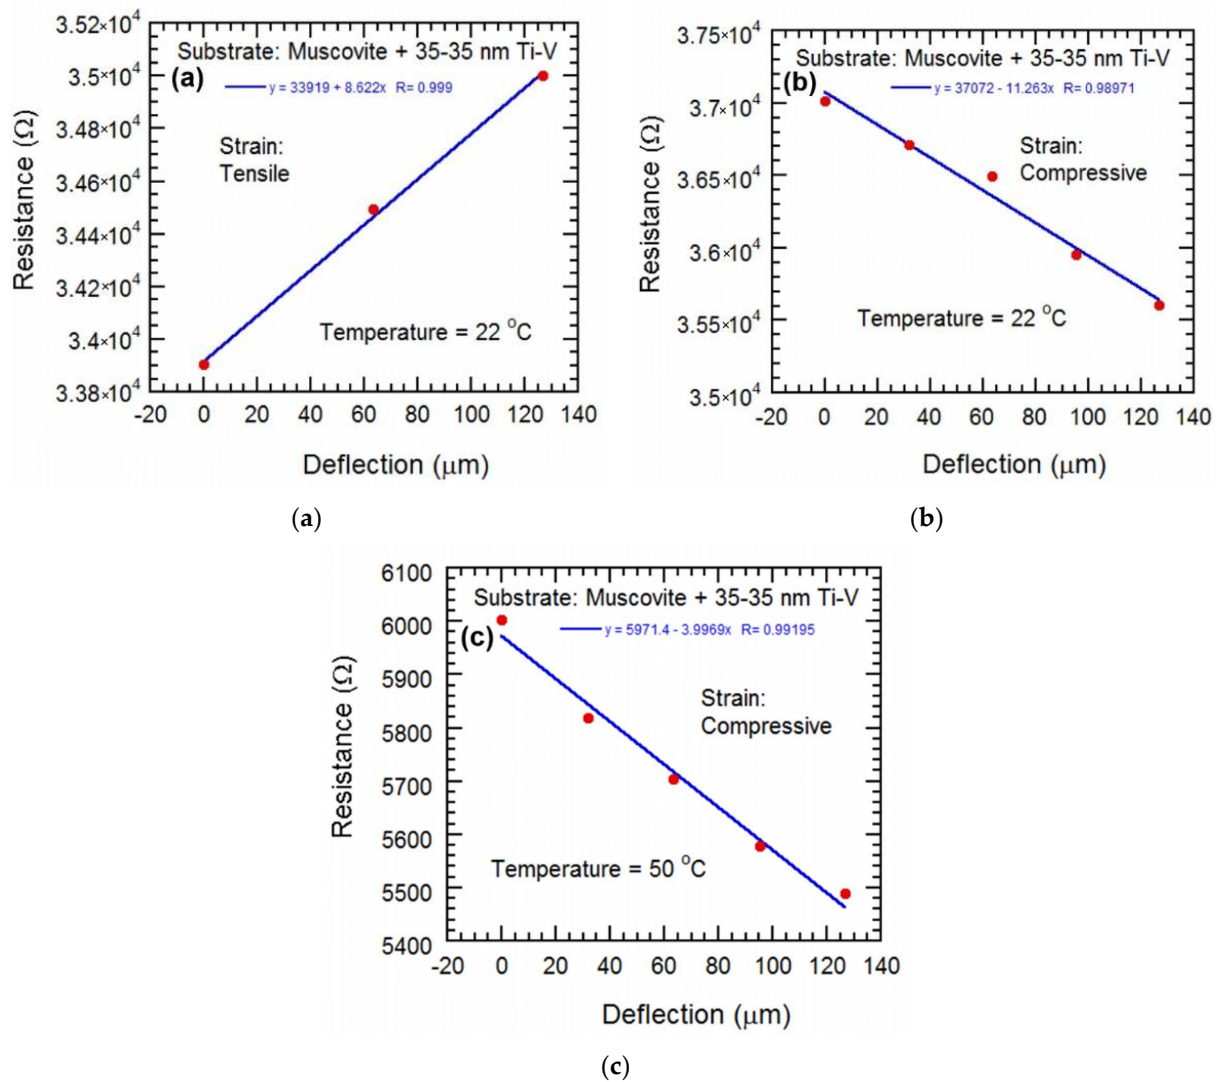 3.52×10⁴
3.5×10⁴
3.48×10⁴
3.46×10⁴
3.44×10⁴
3.42×10⁴
3.4×10⁴
3.38×10⁴
Resistance (Ω)
Substrate: Muscovite + 35-35 nm Ti-V
(a)
y = 33919 + 8.622x R= 0.999
Strain:
Tensile
Temperature = 22 °C
-20 0 20 40 60 80 100 120 140
Deflection (μm)
(a)
3.75×10⁴
3.7×10⁴
3.65×10⁴
3.6×10⁴
3.55×10⁴
3.5×10⁴
Resistance (Ω)
Substrate: Muscovite + 35-35 nm Ti-V
(b)
y = 37072 - 11.263x R= 0.98971
Strain:
Compressive
Temperature = 22 °C
-20 0 20 40 60 80 100 120 140
Deflection (μm)
(b)
6100
6000
5900
5800
5700
5600
5500
5400
Resistance (Ω)
Substrate: Muscovite + 35-35 nm Ti-V
(c)
y = 5971.4 - 3.9969x R= 0.99195
Strain:
Compressive
Temperature = 50 °C
-20 0 20 40 60 80 100 120 140
Deflection (μm)
(c)